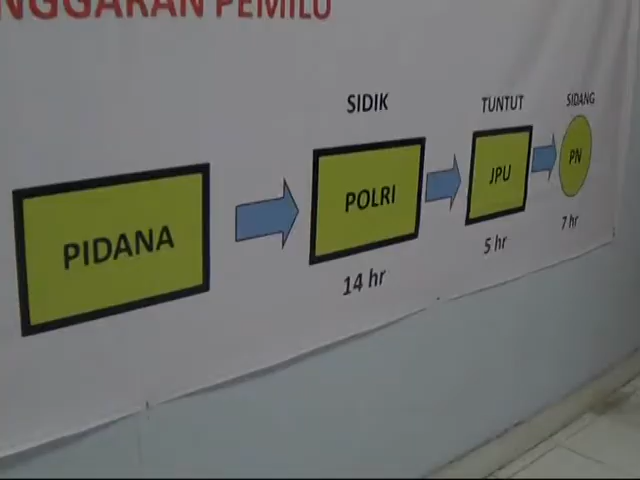 NGGARAN PEMILU
SIDIK
TUNTUT
SIDANG
PIDANA
POLRI
JPU
PN
14 hr
5 hr
7 hr